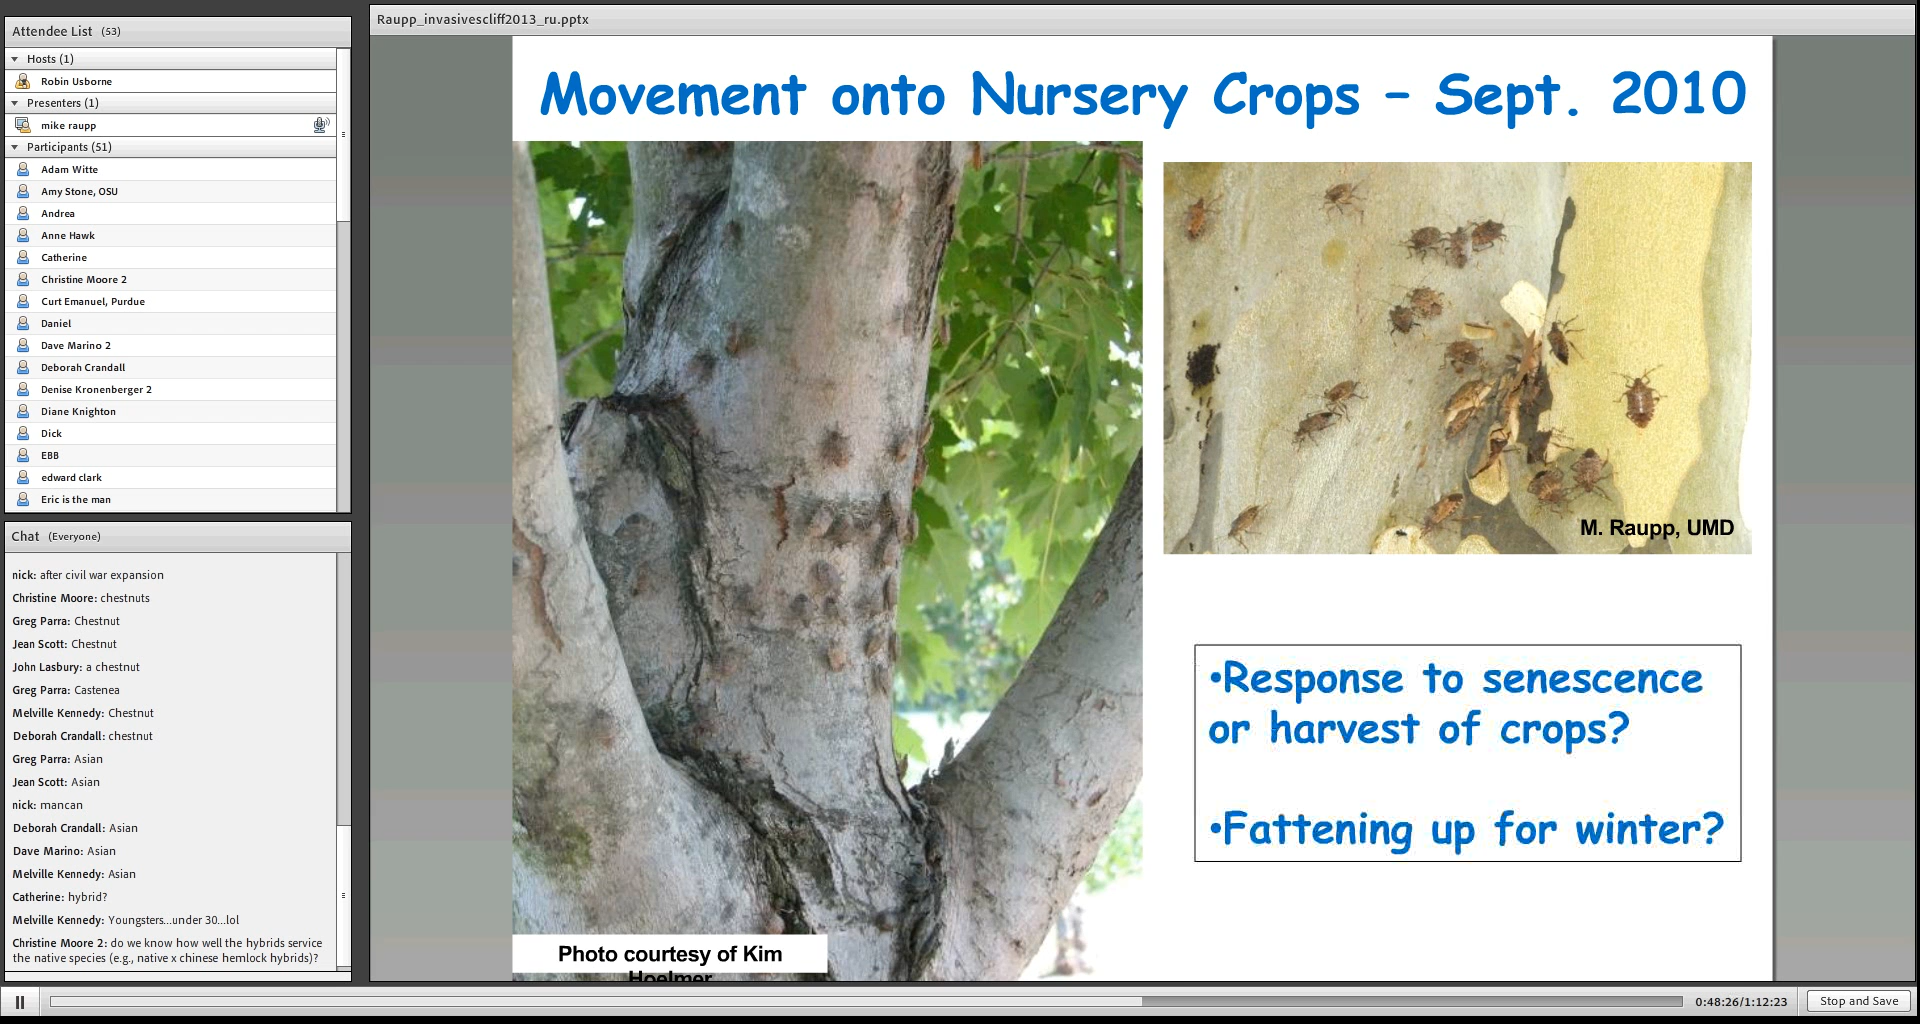 Attendee List (53)
Hosts (1)
Robin Usborne
Presenters (1)
mike raupp
Participants (51)
Adam Witte
Amy Stone, OSU
Andrea
Anne Hawk
Catherine
Christine Moore 2
Curt Emanuel, Purdue
Daniel
Dave Marino 2
Deborah Crandall
Denise Kronenberger 2
Diane Knighton
Dick
EBB
edward clark
Eric is the man
Chat (Everyone)
nick: after civil war expansion
Christine Moore: chestnuts
Greg Parra: Chestnut
Jean Scott: Chestnut
John Lasbury: a chestnut
Greg Parra: Castenea
Melville Kennedy: Chestnut
Deborah Crandall: chestnut
Greg Parra: Asian
Jean Scott: Asian
nick: mancan
Deborah Crandall: Asian
Dave Marino: Asian
Melville Kennedy: Asian
Catherine: hybrid?
Melville Kennedy: Youngsters...under 30...lol
Christine Moore 2: do we know how well the hybrids service
the native species (e.g., native x chinese hemlock hybrids)?
Raupp_invasivescliff2013_ru.pptx
Movement onto Nursery Crops – Sept. 2010
M. Raupp, UMD
•Response to senescence
or harvest of crops?
•Fattening up for winter?
Photo courtesy of Kim
Hoelmer
0:48:26/1:12:23
Stop and Save